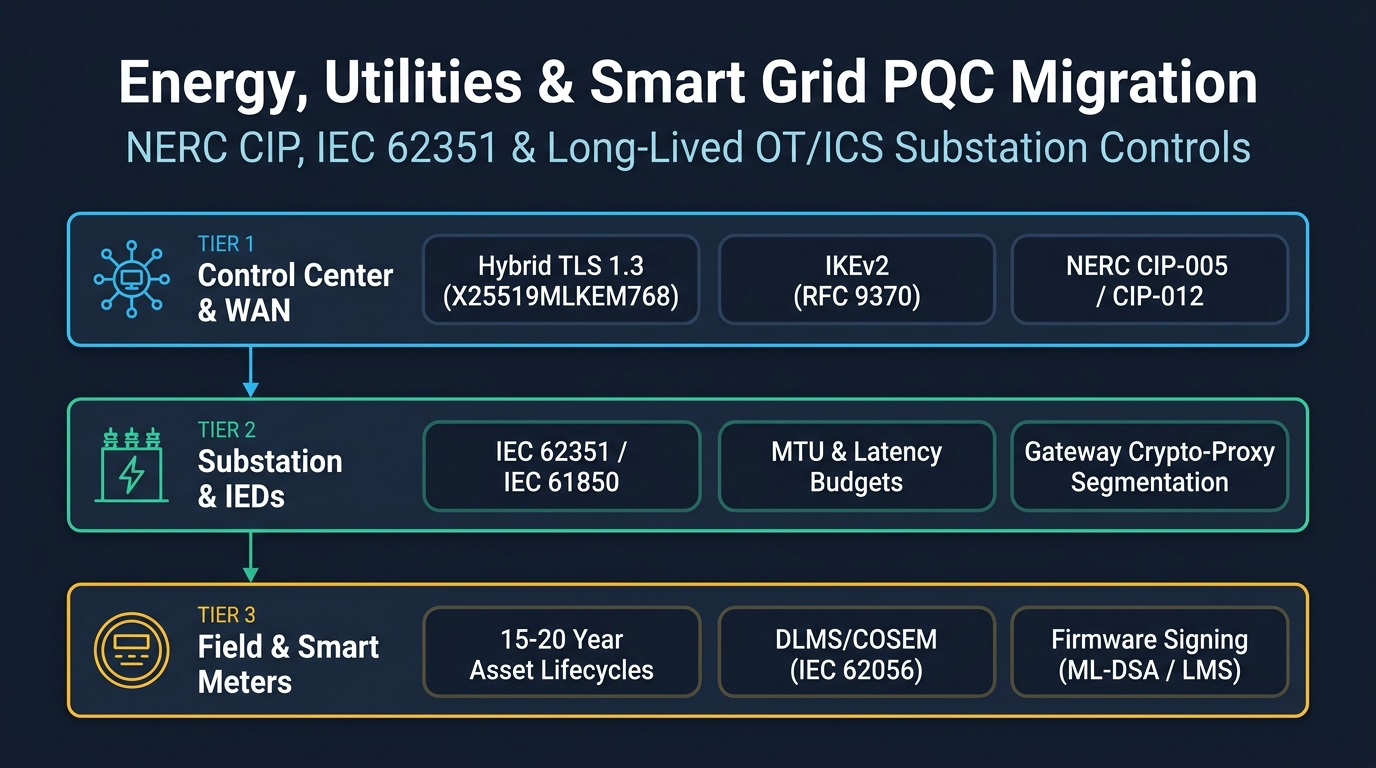 Energy, Utilities & Smart Grid PQC Migration
NERC CIP, IEC 62351 & Long-Lived OT/ICS Substation Controls
TIER 1
Control Center
& WAN
Hybrid TLS 1.3
(X25519MLKEM768)
IKEv2
(RFC 9370)
NERC CIP-005
/ CIP-012
TIER 2
Substation
& IEDs
IEC 62351 /
IEC 61850
MTU & Latency
Budgets
Gateway Crypto-Proxy
Segmentation
TIER 3
Field & Smart
Meters
15-20 Year
Asset Lifecycles
DLMS/COSEM
(IEC 62056)
Firmware Signing
(ML-DSA / LMS)